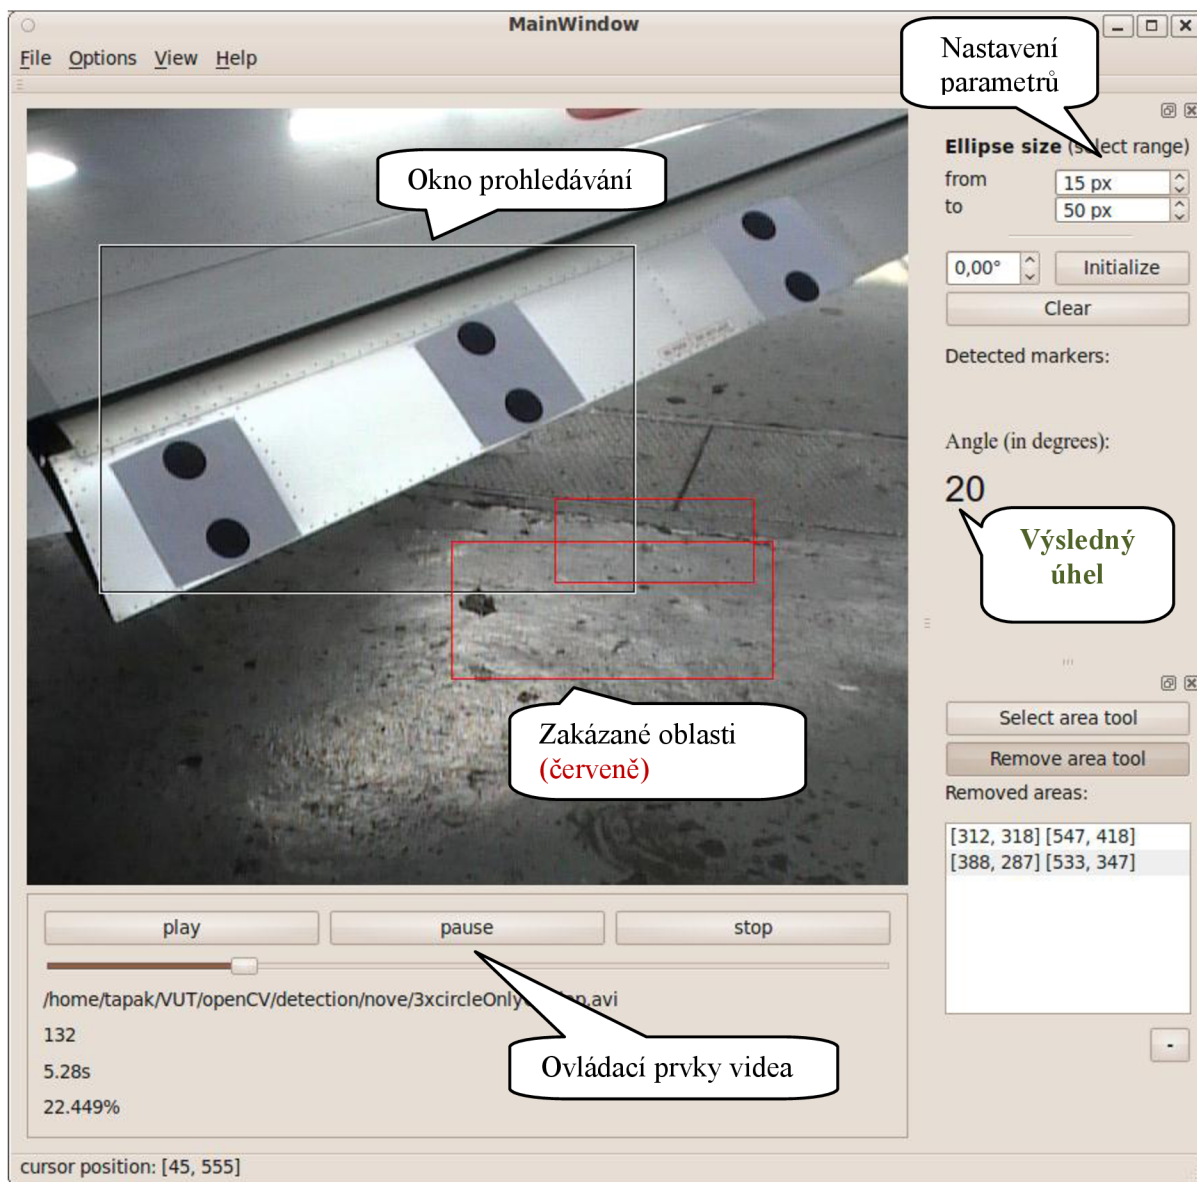 MainWindow
File Options View Help
Nastavení
parametrů
Okno prohledávání
Ellipse size (select range)
from 15 px
to 50 px
0,00° Initialize
Clear
Detected markers:
Angle (in degrees):
20
Výsledný
úhel
Zakázané oblasti
(červeně)
Select area tool
Remove area tool
Removed areas:
[312, 318] [547, 418]
[388, 287] [533, 347]
-
play pause stop
/home/tapak/VUT/openCV/detection/nove/
132
5.28s
22.449%
Ovládací prvky videa
cursor position: [45, 555]